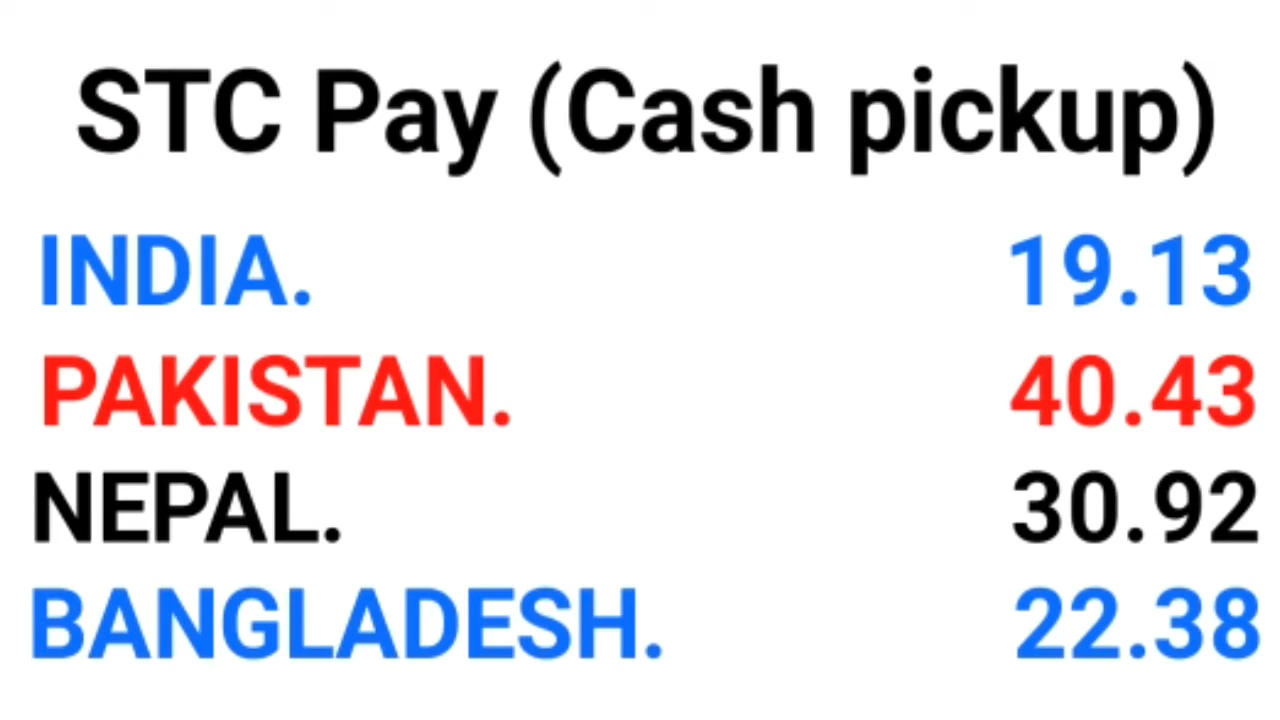 STC Pay (Cash pickup)
INDIA. 19.13
PAKISTAN. 40.43
NEPAL. 30.92
BANGLADESH. 22.38